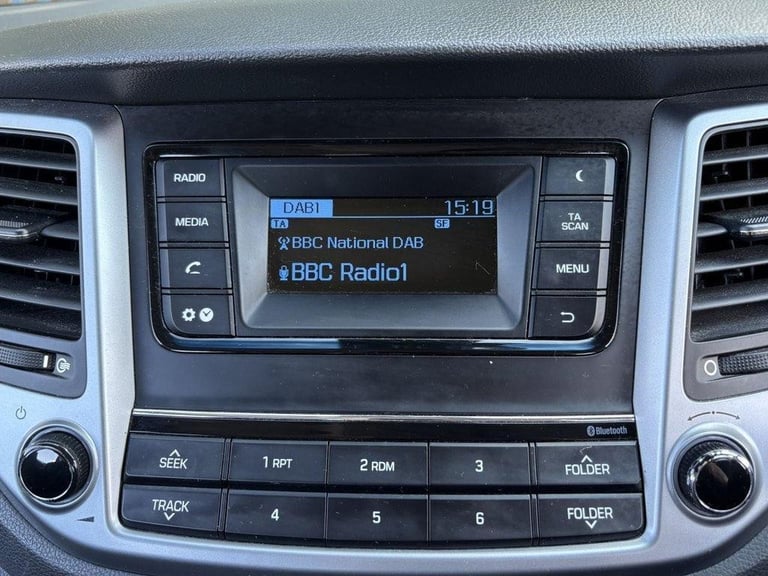 RADIO
MEDIA
DAB1 15:19
TA SF
BBC National DAB
BBC Radio1
TA
SCAN
MENU
Bluetooth
SEEK 1 RPT 2 RDM 3 FOLDER
TRACK 4 5 6 FOLDER